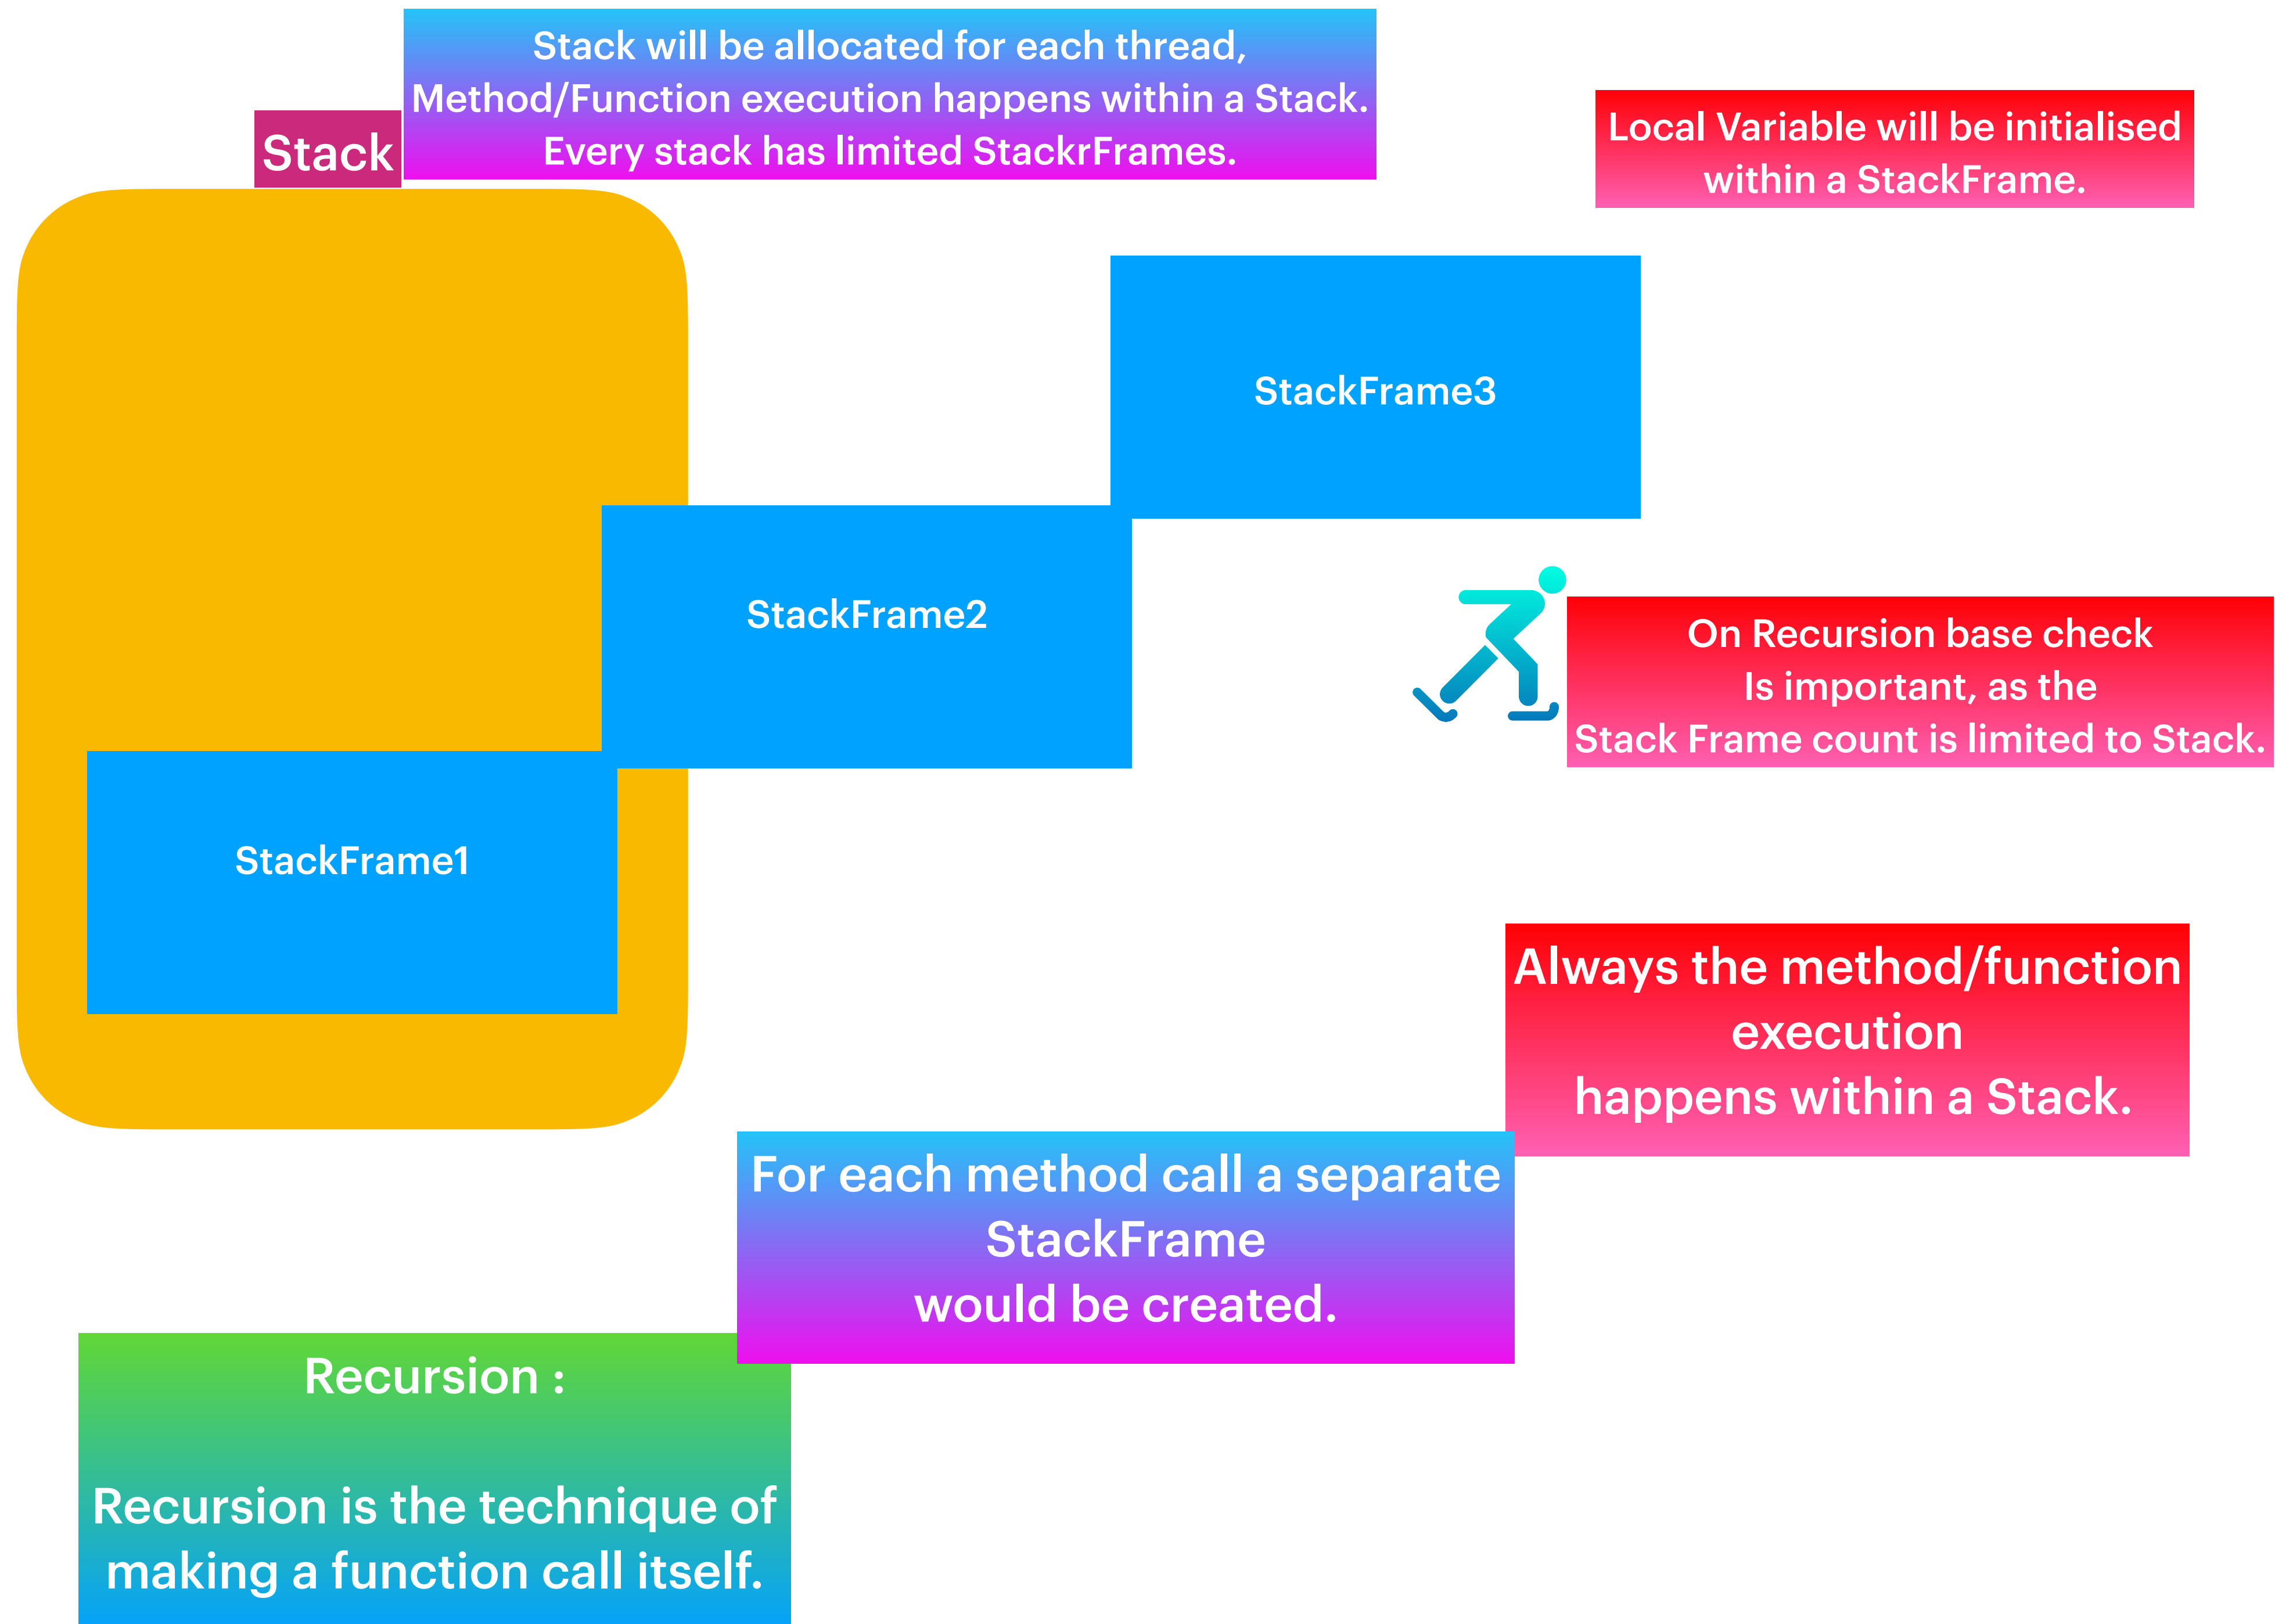 Stack will be allocated for each thread,
Method/Function execution happens within a Stack.
Every stack has limited StackrFrames.
Stack
Local Variable will be initialised
within a StackFrame.
StackFrame3
StackFrame2
On Recursion base check
Is important, as the
Stack Frame count is limited to Stack.
StackFrame1
Always the method/function
execution
happens within a Stack.
For each method call a separate
StackFrame
would be created.
Recursion :
Recursion is the technique of
making a function call itself.